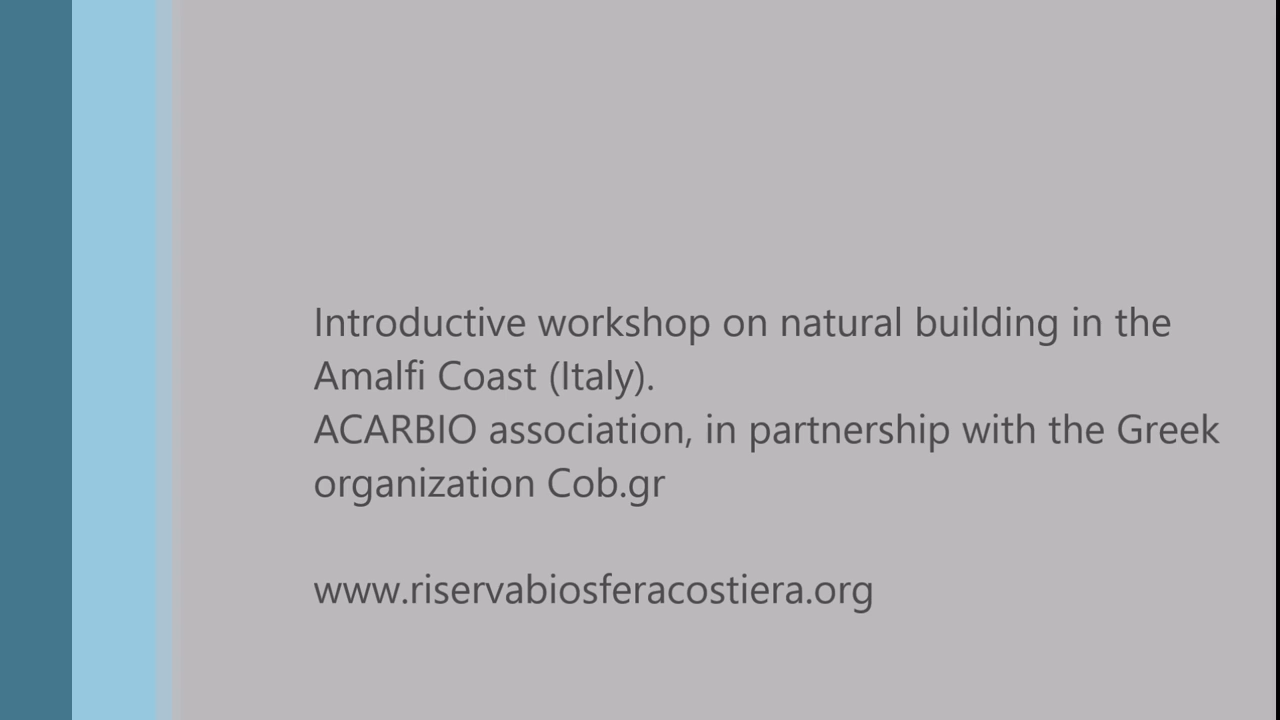 Introductive workshop on natural building in the
Amalfi Coast (Italy).
ACARBIO association, in partnership with the Greek
organization Cob.gr
www.riservabiosferacostiera.org